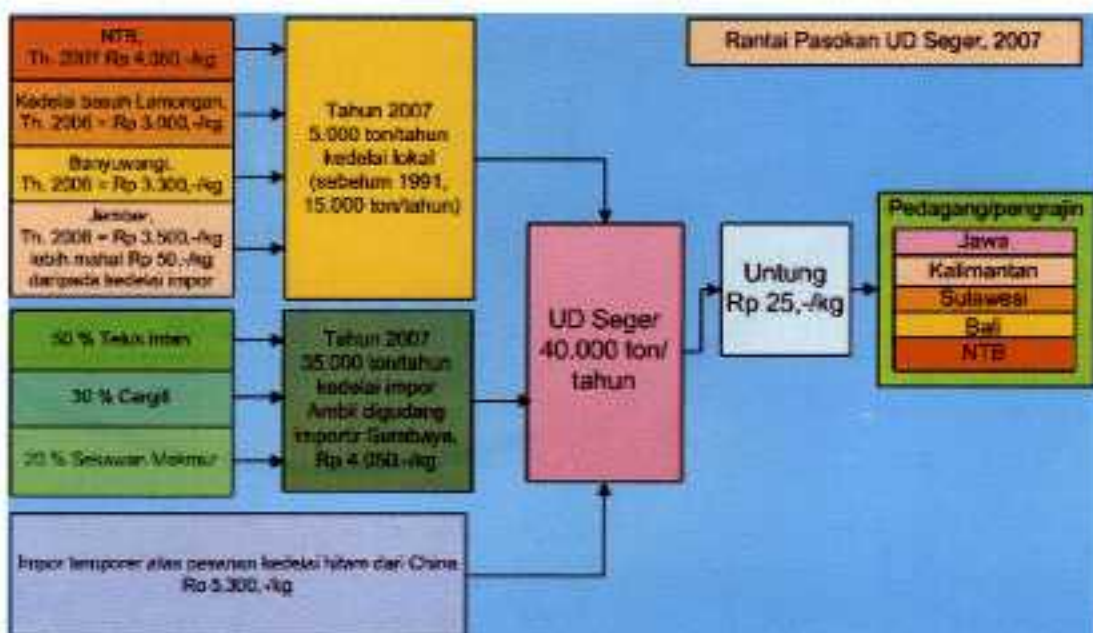 Rantai Pasokan UD Seger, 2007
NTB,
Th. 2007 Rp 4.050,-/kg
Kedelai basah Lamongan,
Th. 2006 = Rp 3.000,-/kg
Banyuwangi,
Th. 2006 = Rp 3.300,-/kg
Jember,
Th. 2006 = Rp 3.500,-/kg
lebih mahal Rp 50,-/kg
daripada kedelai impor
Tahun 2007
5.000 ton/tahun
kedelai lokal
(sebelum 1991,
15.000 ton/tahun)
50 % Teluk Intan
30 % Cargill
20 % Sekawan Makmur
Tahun 2007
35.000 ton/tahun
kedelai impor
Ambil digudang
importir Surabaya,
Rp 4.050,-/kg
Impor temporer atas pesanan kedelai hitam dari China
Rp 5.300,-/kg
UD Seger
40.000 ton/
tahun
Untung
Rp 25,-/kg
Pedagang/pengrajin
Jawa
Kalimantan
Sulawesi
Bali
NTB